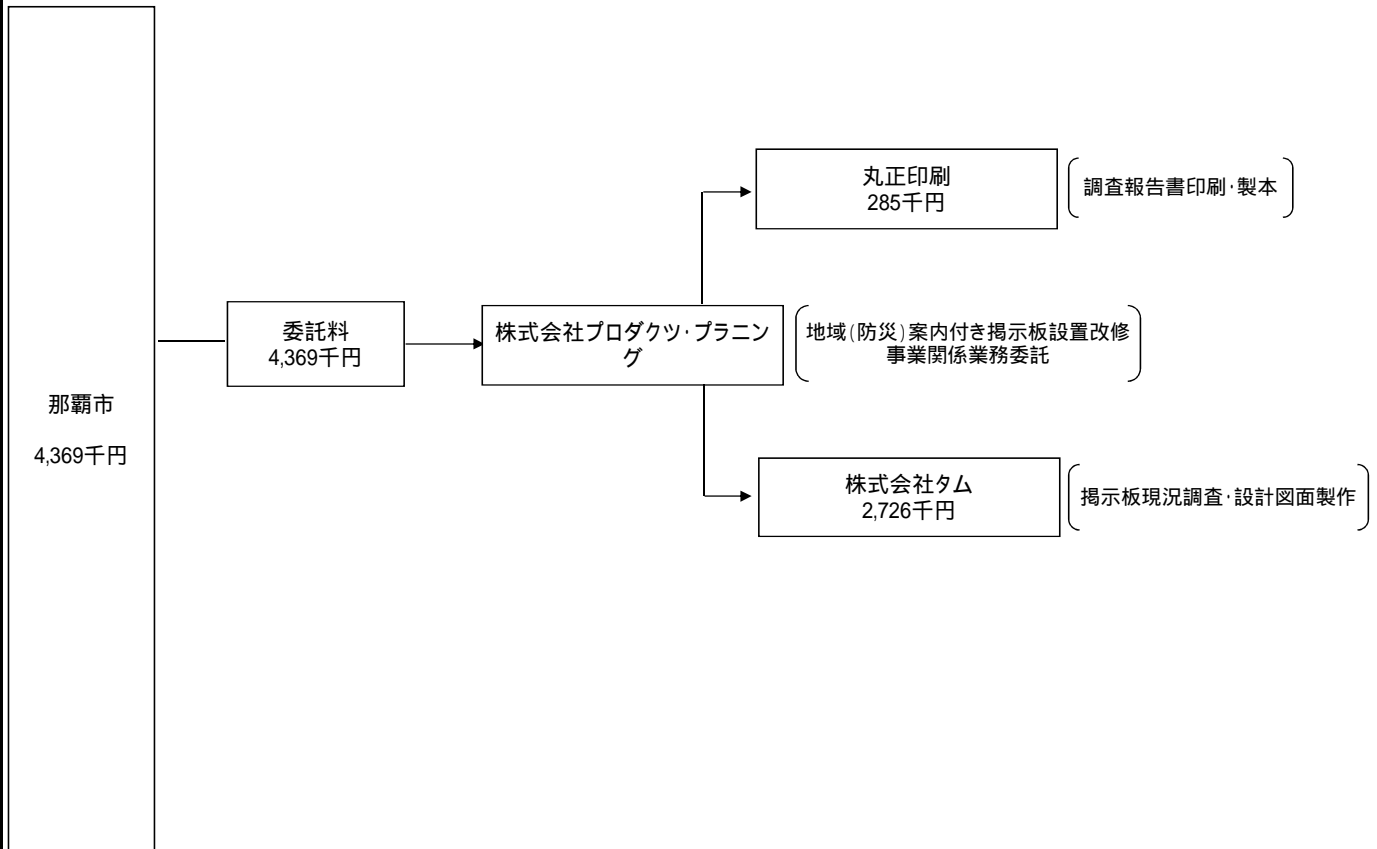 那覇市
4,369千円
委託料
4,369千円
株式会社プロダクツ・プラニン
グ
地域(防災)案内付き掲示板設置改修
事業関係業務委託
丸正印刷
285千円
調査報告書印刷・製本
株式会社タム
2,726千円
掲示板現況調査・設計図面製作